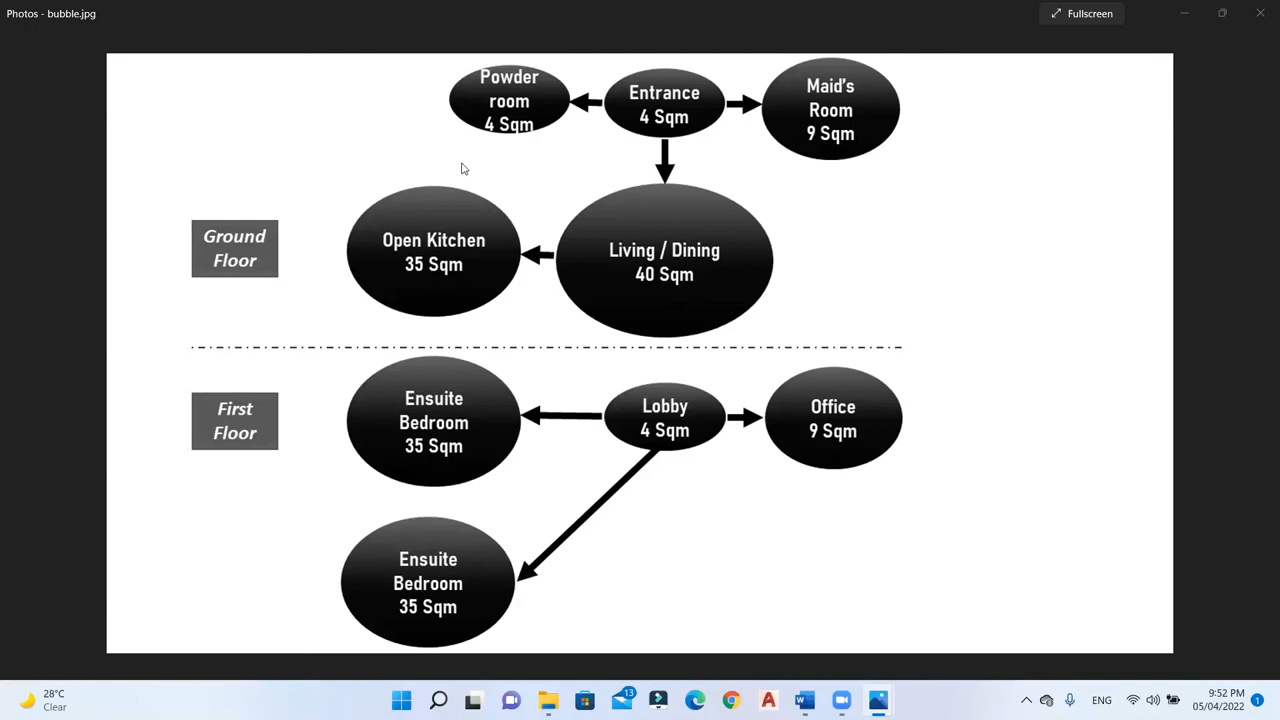 Photos - bubble.jpg
Fullscreen
Powder
room
4 Sqm
Entrance
4 Sqm
Maid's
Room
9 Sqm
Ground
Floor
Open Kitchen
35 Sqm
Living / Dining
40 Sqm
First
Floor
Ensuite
Bedroom
35 Sqm
Lobby
4 Sqm
Office
9 Sqm
Ensuite
Bedroom
35 Sqm
28°C
Clear
13
ENG
9:52 PM
05/04/2022
1